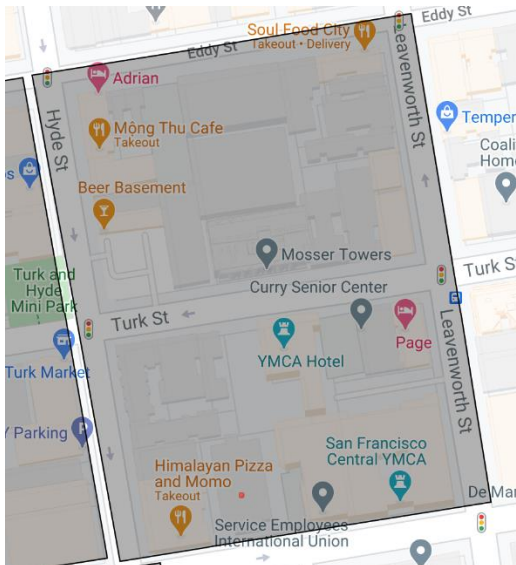 Eddy St
Soul Food City
Takeout • Delivery
Eddy St
Leavenworth St
Adrian
Hyde St
Mông Thu Cafe
Takeout
Temper
Coali
Home
os
Beer Basement
Mosser Towers
Turk St
Turk and
Hyde
Mini Park
Curry Senior Center
Turk St
Page
YMCA Hotel
Leavenworth St
Turk Market
Y Parking
P
San Francisco
Central YMCA
Himalayan Pizza
and Momo
Takeout
De Mar
Service Employees
International Union